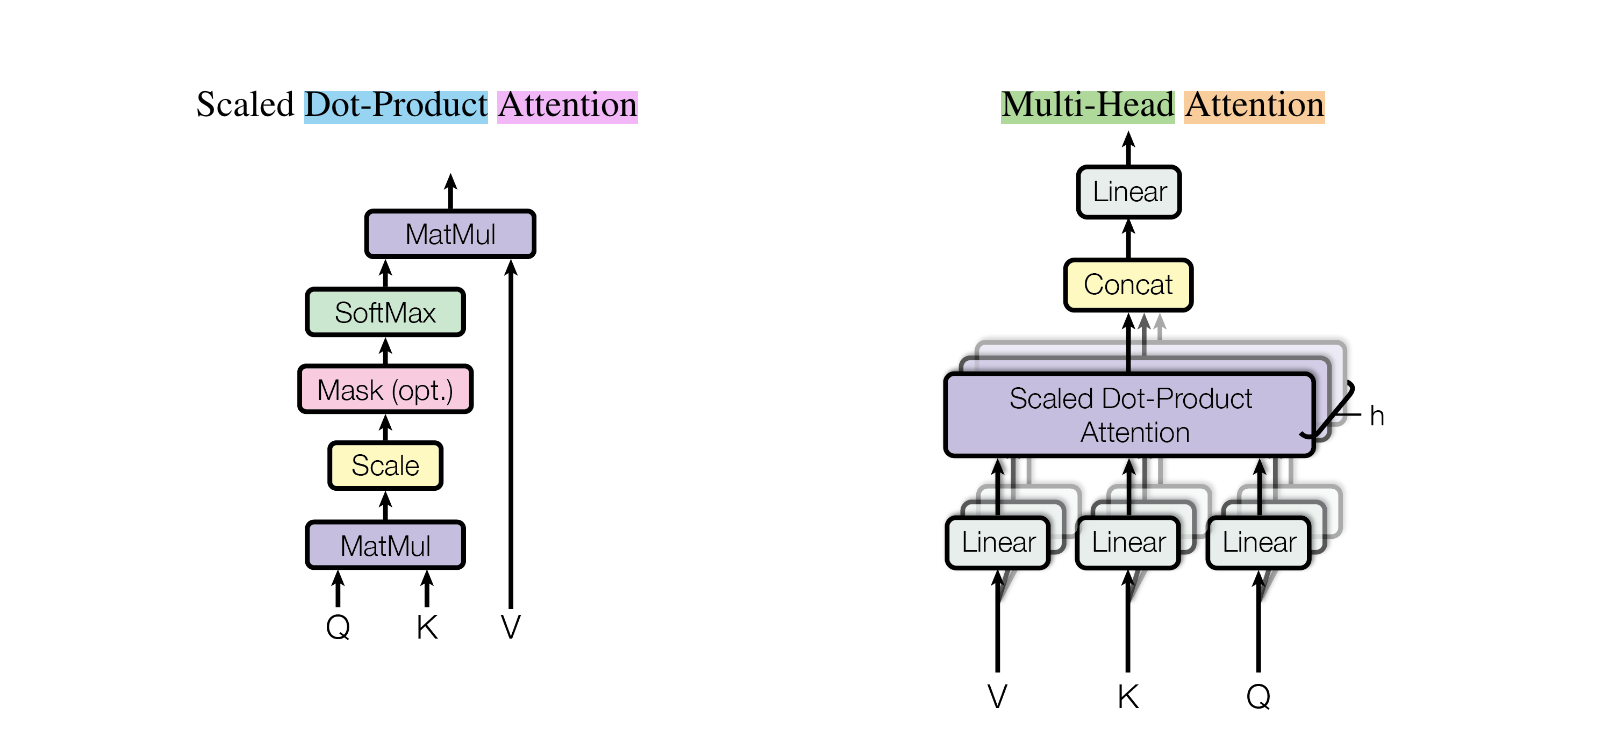 Scaled Dot-Product Attention
MatMul
SoftMax
Mask (opt.)
Scale
MatMul
Q K V
Multi-Head Attention
Linear
Concat
Scaled Dot-Product
Attention
h
Linear Linear Linear
V K Q